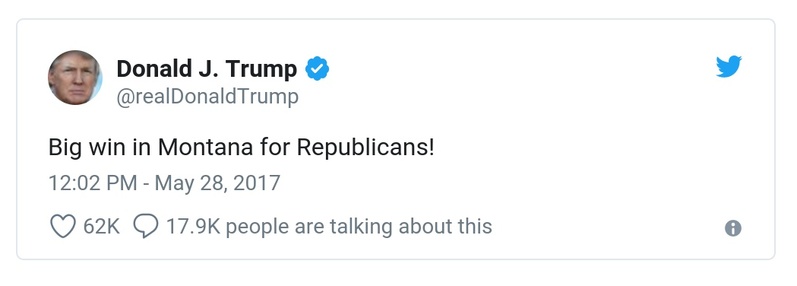 Donald J. Trump
@realDonaldTrump
Big win in Montana for Republicans!
12:02 PM - May 28, 2017
62K 17.9K people are talking about this